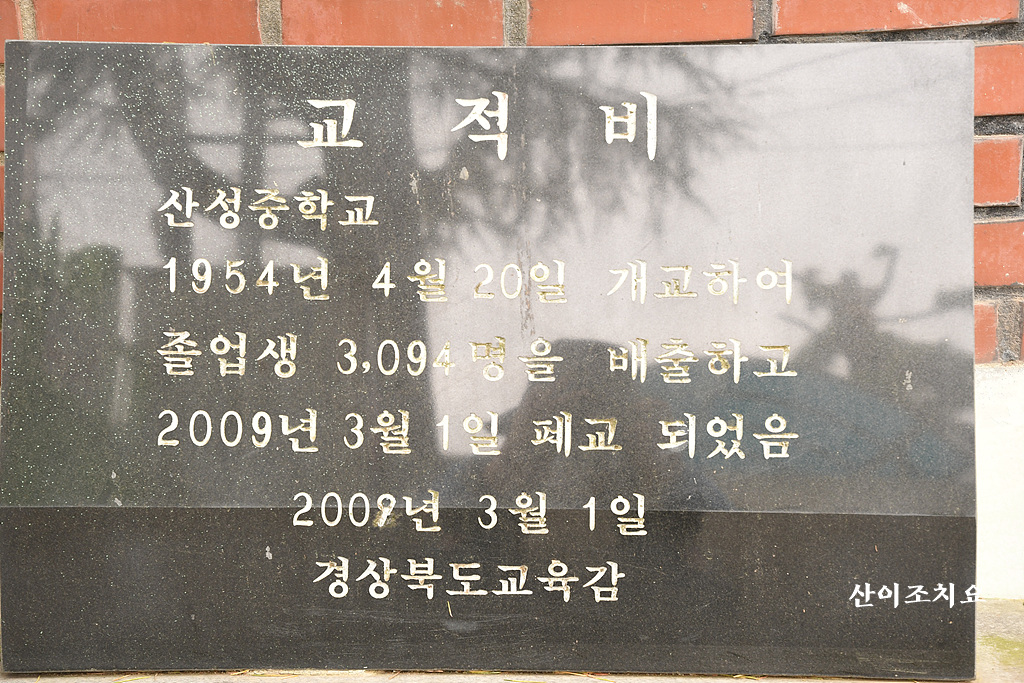 교 적 비
산성중학교
1954년 4월 20일 개교하여
졸업생 3,094명을 배출하고
2009년 3월 1일 폐교 되었음
2009년 3월 1일
경상북도교육감
산이조치요